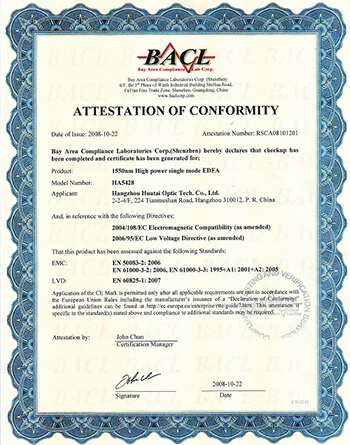 BACL
Bay Area Compliance Lab Corp.
Bay Area Compliance Laboratories Corp. (Shenzhen)
6/F, the 3rd Phase of WanLi Industrial Building ShiHua Road,
FuTian Free Trade Zone, Shenzhen, Guangdong, China
www.baclcorp.com
ATTESTATION OF CONFORMITY
Date of Issue: 2008-10-22 Attestation Number: RSCA08101201
Bay Area Compliance Laboratories Corp.(Shenzhen) hereby declares that checkup has
been completed and certificate has been generated for;
Product: 1550nm High power single mode EDFA
Model Number: HA5428
Applicant: Hangzhou Huatai Optic Tech. Co., Ltd.
2-2-4/F, 224 Tianmushan Road, Hangzhou 310012, P. R. China
And, in reference with the following Directives:
2004/108/EC Electromagnetic Compatibility (as amended)
2006/95/EC Low Voltage Directive (as amended)
That this product has been assessed against the following Standards:
EMC: EN 50083-2: 2006
EN 61000-3-2: 2006, EN 61000-3-3: 1995+A1: 2001+A2: 2005
LVD: EN 60825-1: 2007
Application of the CE Mark is permitted only after all applicable requirements are met in accordance with the
European Union Rules including the manufacturer's issuance of a "Declaration of Conformity"
additional guidelines can be found at http://ec.europa.eu/enterprise/rtte/guide7.htm. This attestation is
specific to the standard(s) stated above and compliance to additional standards may be required.
Attestation by: John Chan
Certification Manager
John Ch
2008-10-22
Signature Date